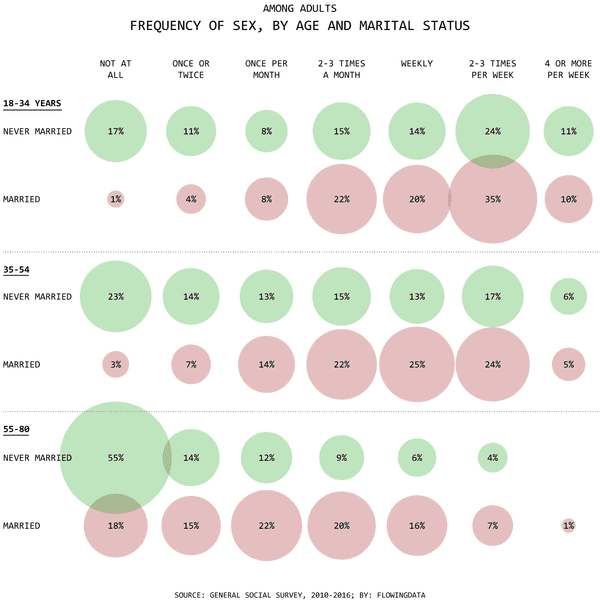 AMONG ADULTS
FREQUENCY OF SEX, BY AGE AND MARITAL STATUS
NOT AT ALL
ONCE OR TWICE
ONCE PER MONTH
2-3 TIMES A MONTH
WEEKLY
2-3 TIMES PER WEEK
4 OR MORE PER WEEK
18-34 YEARS
NEVER MARRIED 17% 11% 8% 15% 14% 24% 11%
MARRIED 1% 4% 8% 22% 20% 35% 10%
35-54
NEVER MARRIED 23% 14% 13% 15% 13% 17% 6%
MARRIED 3% 7% 14% 22% 25% 24% 5%
55-80
NEVER MARRIED 55% 14% 12% 9% 6% 4%
MARRIED 18% 15% 22% 20% 16% 7% 1%
SOURCE: GENERAL SOCIAL SURVEY, 2010-2016; BY: FLOWINGDATA